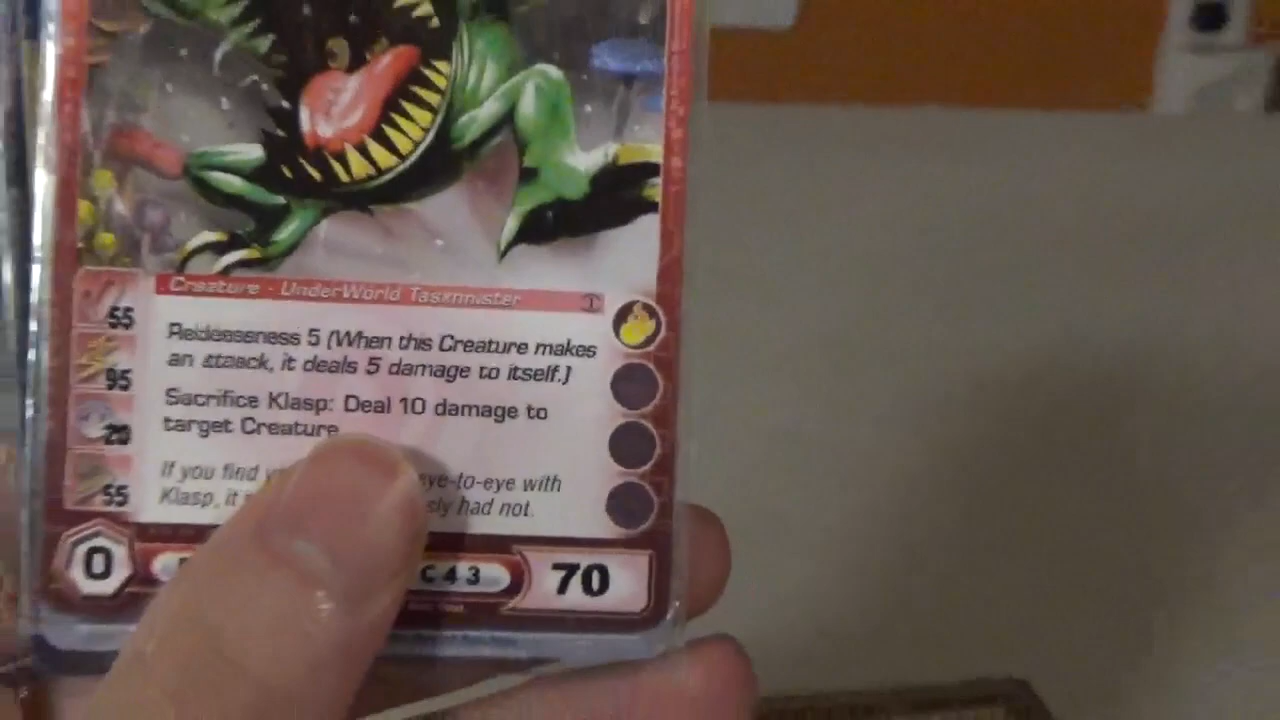 Creature - UnderWorld Taskmaster
55
Recklessness 5 (When this Creature makes
an attack, it deals 5 damage to itself.)
95
Sacrifice Klasp: Deal 10 damage to
20
target Creature
If you find eye-to-eye with
55
Klasp, it had not.
0
C43
70